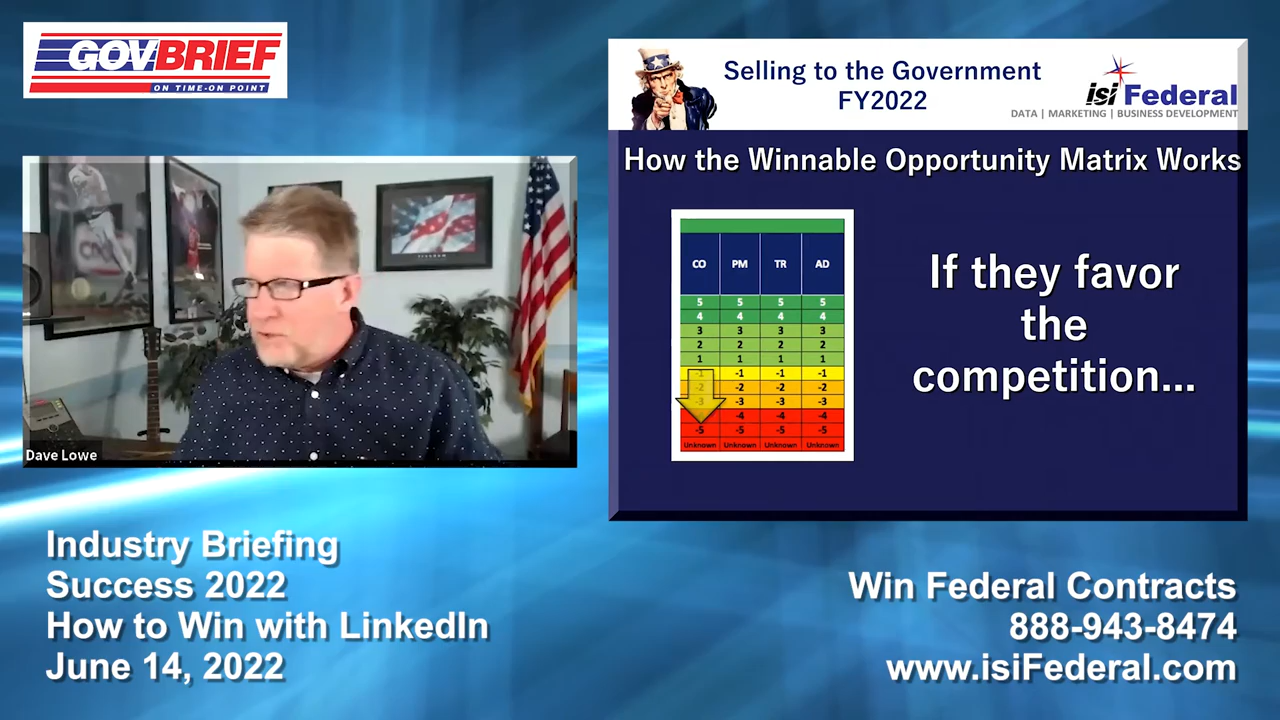 GOVBRIEF
ON TIME-ON POINT
Dave Lowe
Industry Briefing
Success 2022
How to Win with LinkedIn
June 14, 2022
Selling to the Government
FY2022
isi Federal
DATA | MARKETING | BUSINESS DEVELOPMENT
How the Winnable Opportunity Matrix Works
CO PM TR AD
5 5 5 5
4 4 4 4
3 3 3 3
2 2 2 2
1 1 1 1
-1 -1 -1 -1
-2 -2 -2 -2
-3 -3 -3 -3
-4 -4 -4
-5 -5 -5 -5
Unknown Unknown Unknown Unknown
If they favor
the
competition...
Win Federal Contracts
888-943-8474
www.isiFederal.com